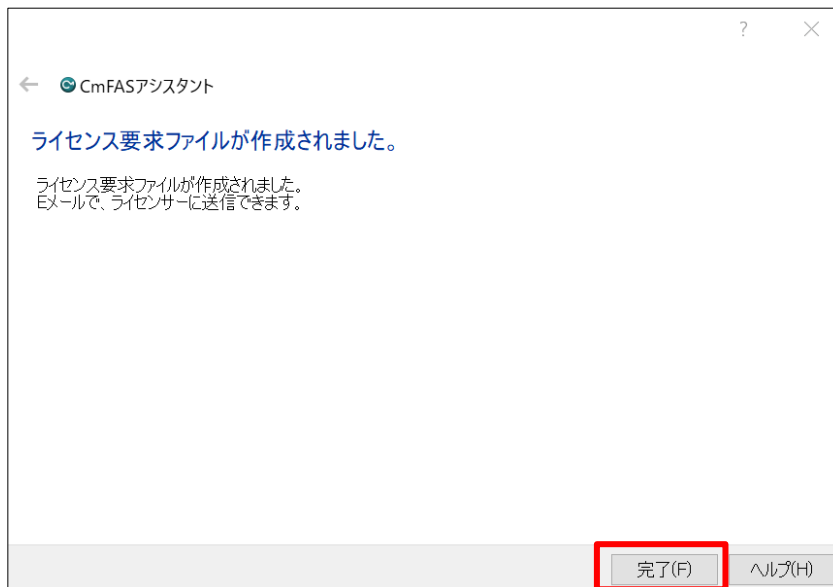 ?
CmFASアシスタント
ライセンス要求ファイルが作成されました。
ライセンス要求ファイルが作成されました。
Eメールで、ライセンサーに送信できます。
完了(F) ヘルプ(H)